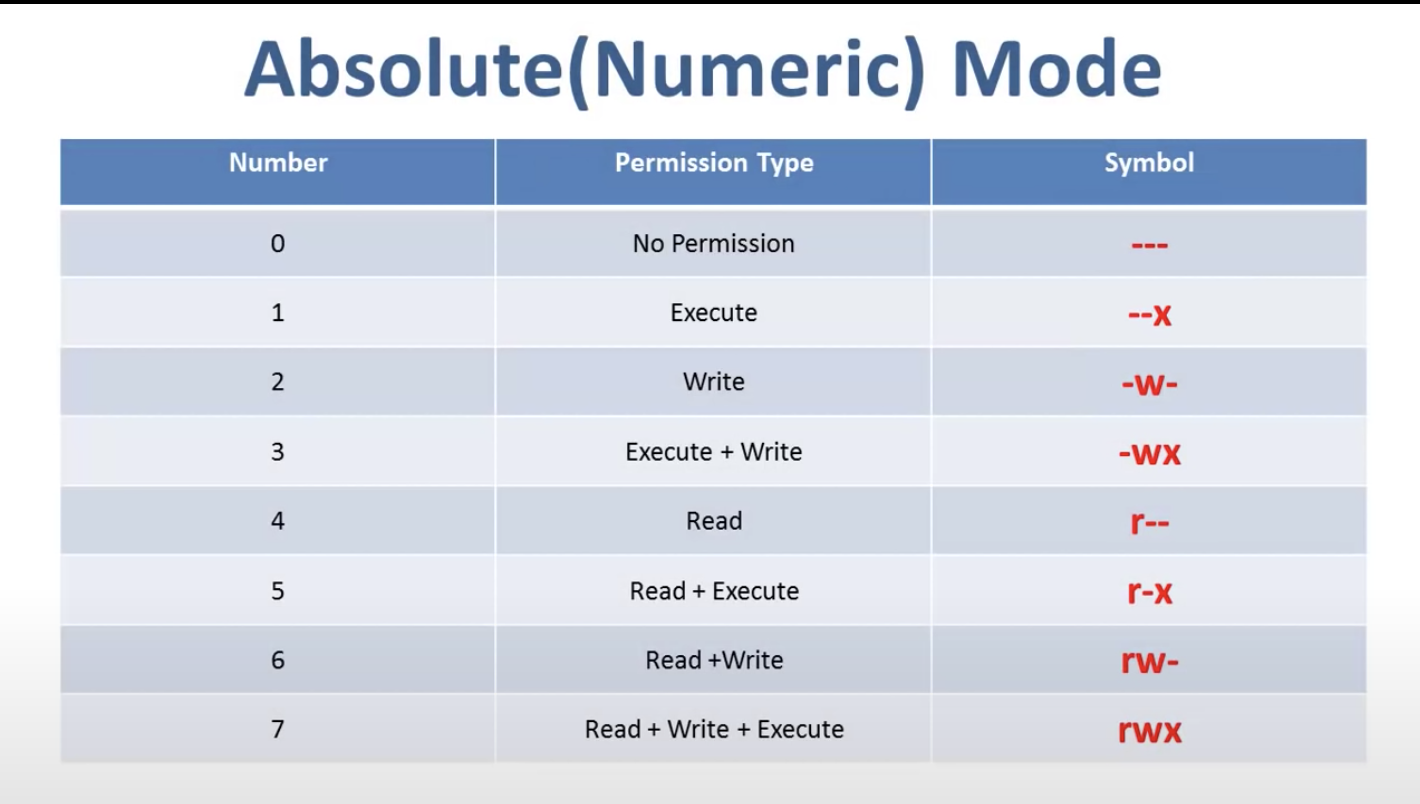 Absolute(Numeric) Mode
Number Permission Type Symbol
0 No Permission ---
1 Execute --x
2 Write -w-
3 Execute + Write -wx
4 Read r--
5 Read + Execute r-x
6 Read +Write rw-
7 Read + Write + Execute rwx